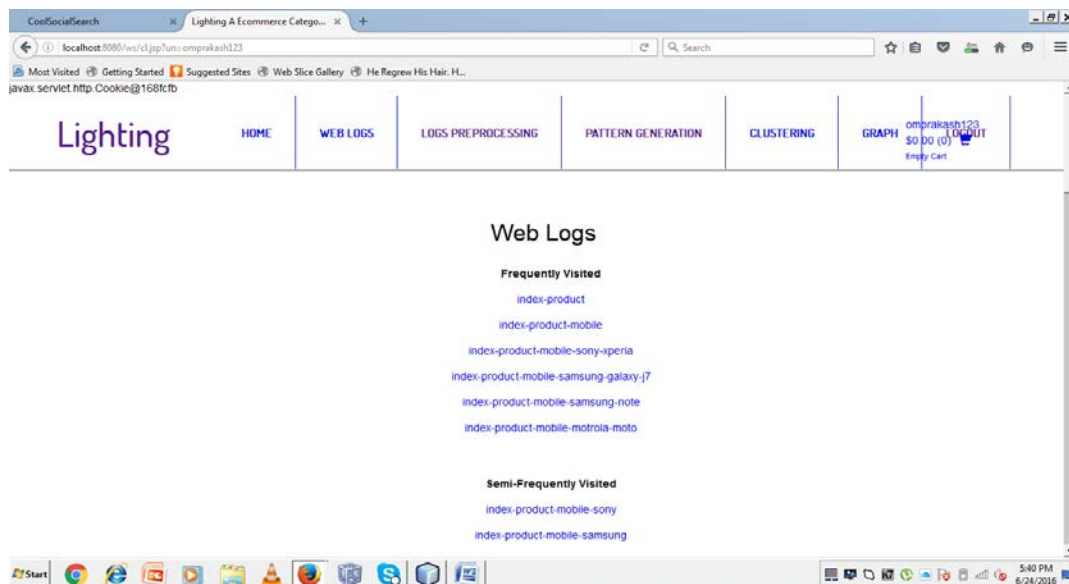 CoolSocialSearch × Lighting A Ecommerce Catego... × +
localhost:8080/ws/cl.jsp?un=omprakash123 Search
Most Visited Getting Started Suggested Sites Web Slice Gallery He Regrew His Hair. H...
javax.servlet.http.Cookie@168fcfb
Lighting HOME WEB LOGS LOGS PREPROCESSING PATTERN GENERATION CLUSTERING GRAPH LOGOUT
omprakash123
$0.00 (0)
Empty Cart
Web Logs
Frequently Visited
index-product
index-product-mobile
index-product-mobile-sony-xperia
index-product-mobile-samsung-galaxy-j7
index-product-mobile-samsung-note
index-product-mobile-motrola-moto
Semi-Frequently Visited
index-product-mobile-sony
index-product-mobile-samsung
Start 5:40 PM
6/24/2016